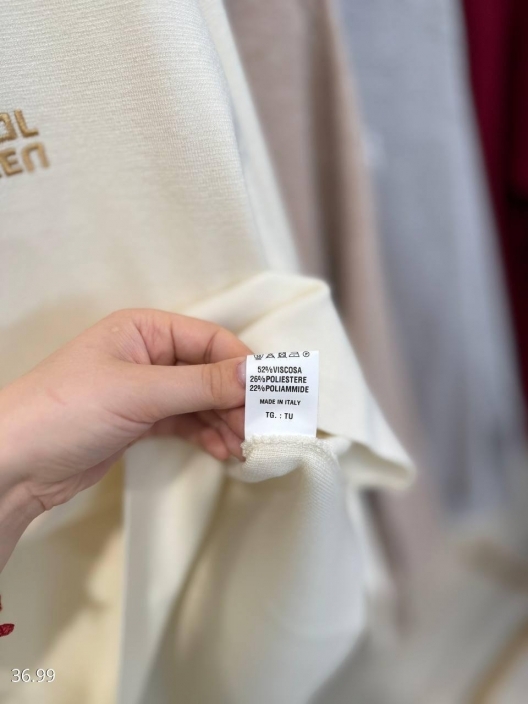 52%VISCOSA
26%POLIESTERE
22%POLIAMMIDE
MADE IN ITALY
TG. : TU
36.99